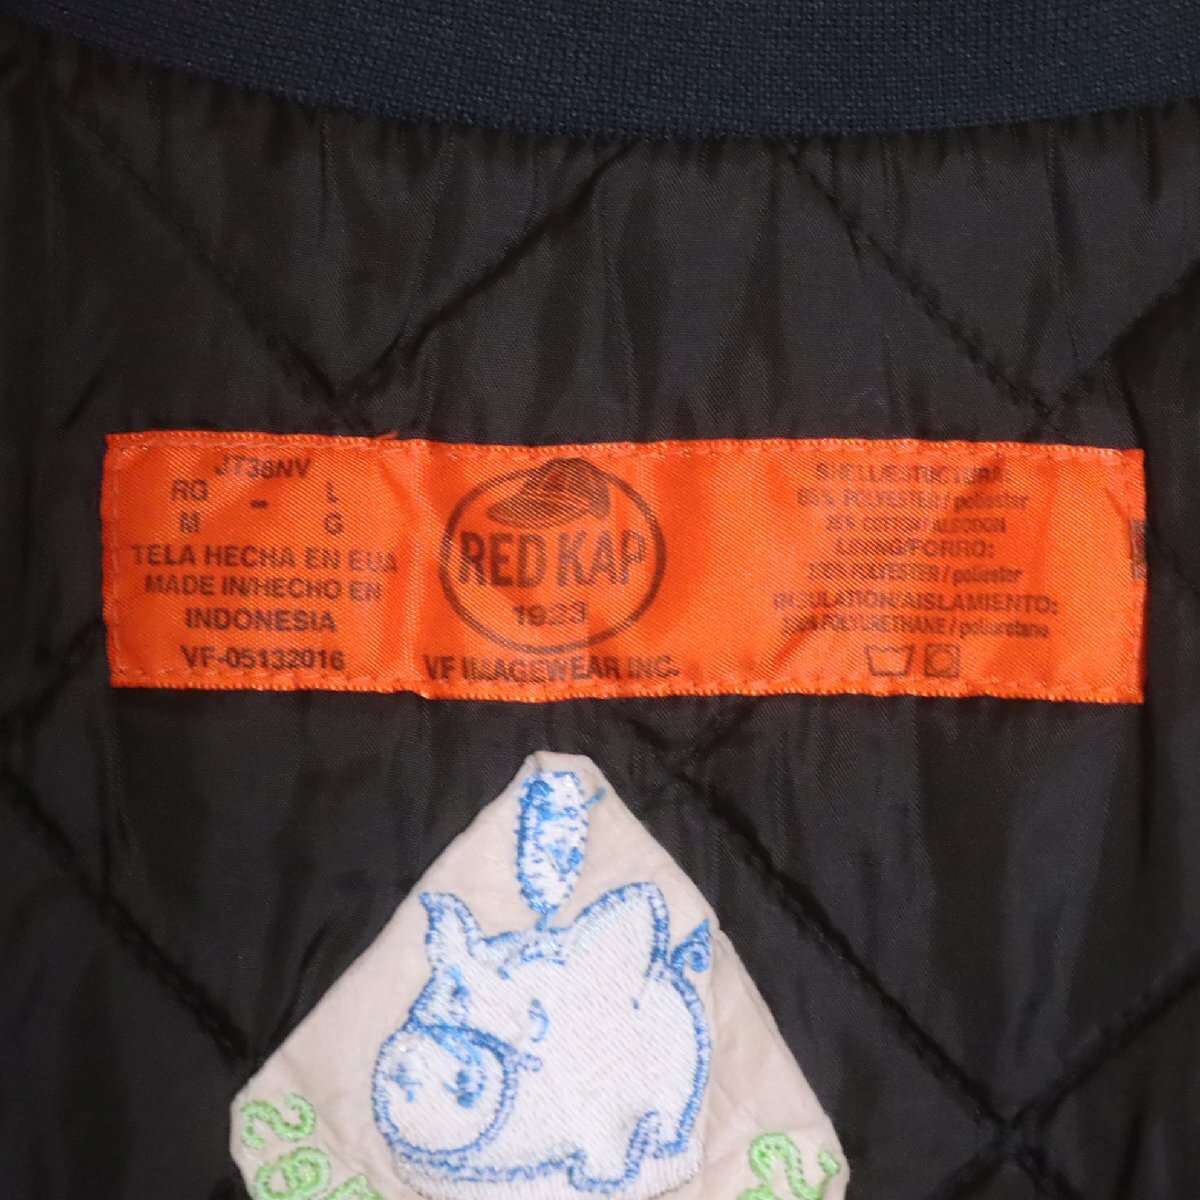 JT38NV
RG - L
M G
TELA HECHA EN EUA
MADE IN/HECHO EN
INDONESIA
VF-05132016
RED KAP
1923
VF IMAGEWEAR INC.
SHELL/ESTUCTURA:
65% POLYESTER / poliester
35% COTTON / ALGODON
LINING/FORRO:
100% POLYESTER / poliester
INSULATION/AISLAMIENTO:
100% POLYURETHANE / poliuretano